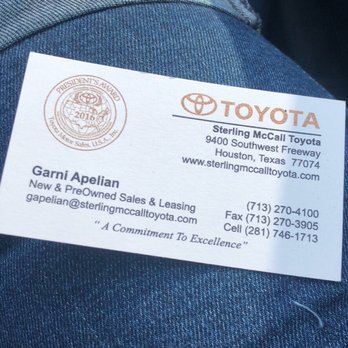 PRESIDENT'S AWARD
2016
Toyota Motor Sales, U.S.A., Inc.
TOYOTA
Sterling McCall Toyota
9400 Southwest Freeway
Houston, Texas 77074
www.sterlingmccalltoyota.com
Garni Apelian
New & PreOwned Sales & Leasing
gapelian@sterlingmccalltoyota.com
(713) 270-4100
Fax (713) 270-3905
Cell (281) 746-1713
" A Commitment To Excellence"